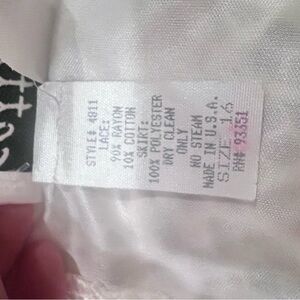 STYLE# 4811
LACE:
90% RAYON
10% COTTON
SKIRT:
100% POLYESTER
DRY CLEAN
ONLY
NO STEAM
MADE IN U.S.A.
SIZE 16
RN# 93351